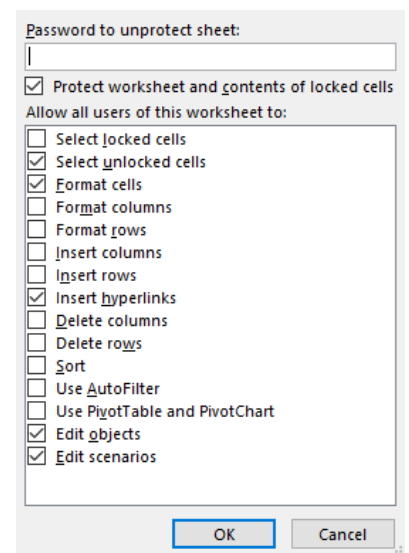 Password to unprotect sheet:
Protect worksheet and contents of locked cells
Allow all users of this worksheet to:
Select locked cells
Select unlocked cells
Format cells
Format columns
Format rows
Insert columns
Insert rows
Insert hyperlinks
Delete columns
Delete rows
Sort
Use AutoFilter
Use PivotTable and PivotChart
Edit objects
Edit scenarios
OK Cancel